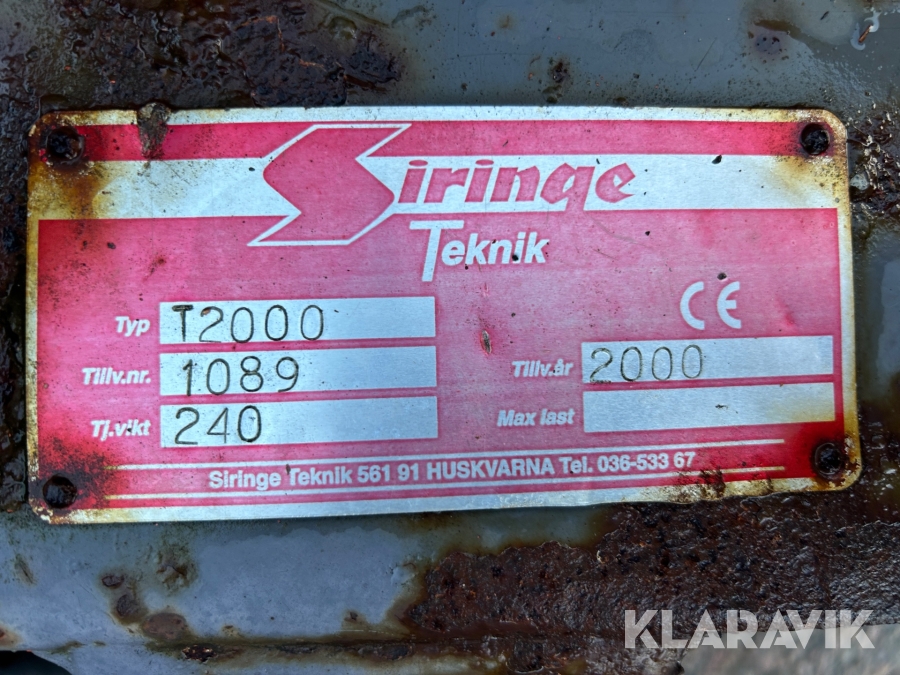 Siringe
Teknik
CE
Typ T2000
Tillv.nr. 1089
Tillv.år 2000
Tj.vikt 240
Max last
Siringe Teknik 561 91 HUSKVARNA Tel. 036-533 67
KLARAVIK